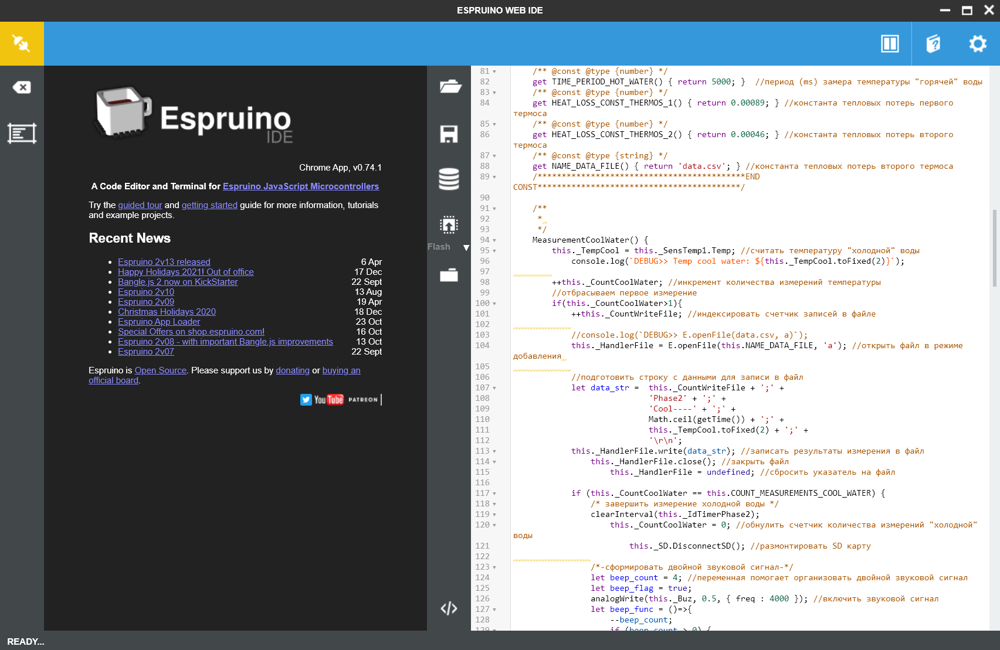 ESPRUINO WEB IDE
Espruino
IDE
Chrome App, v0.74.1
A Code Editor and Terminal for Espruino JavaScript Microcontrollers
Try the guided tour and getting started guide for more information, tutorials
and example projects.
Recent News
Espruino 2v13 released 6 Apr
Happy Holidays 2021! Out of office 17 Dec
Bangle.js 2 now on KickStarter 22 Sept
Espruino 2v10 13 Aug
Espruino 2v09 19 Apr
Christmas Holidays 2020 18 Dec
Espruino App Loader 23 Oct
Special Offers on shop.espruino.com! 16 Oct
Espruino 2v08 - with important Bangle.js improvements 13 Oct
Espruino 2v07 22 Sept
Espruino is Open Source. Please support us by donating or buying an
official board.
YouTube PATREON
Flash
81 /** @const @type {number} */
82 get TIME_PERIOD_HOT_WATER() { return 5000; } //период (ms) замера температуры "горячей" воды
83 /** @const @type {number} */
84 get HEAT_LOSS_CONST_THERMOS_1() { return 0.00089; } //константа тепловых потерь первого
термоса
85 /** @const @type {number} */
86 get HEAT_LOSS_CONST_THERMOS_2() { return 0.00046; } //константа тепловых потерь второго
термоса
87 /** @const @type {string} */
88 get NAME_DATA_FILE() { return 'data.csv'; } //константа тепловых потерь второго термоса
89 /*******************************************END
CONST******************************************/
90
91 /**
92 *
93 */
94 MeasurementCoolWater() {
95 this._TempCool = this._SensTemp1.Temp; //считать температуру "холодной" воды
96 console.log(`DEBUG>> Temp cool water: ${this._TempCool.toFixed(2)}`);
97
98 ++this._CountCoolWater; //инкремент количества измерений температуры
99 //отбрасываем первое измерение
100 if(this._CountCoolWater>1){
101 ++this._CountWriteFile; //индексировать счетчик записей в файле
102
103 //console.log(`DEBUG>> E.openFile(data.csv, a)`);
104 this._HandlerFile = E.openFile(this.NAME_DATA_FILE, 'a'); //открыть файл в режиме
добавления
105
106 //подготовить строку с данными для записи в файл
107 let data_str = this._CountWriteFile + ';' +
108 'Phase2' + ';' +
109 'Cool----' + ';' +
110 Math.ceil(getTime()) + ';' +
111 this._TempCool.toFixed(2) + ';' +
112 '\r\n';
113 this._HandlerFile.write(data_str); //записать результаты измерения в файл
114 this._HandlerFile.close(); //закрыть файл
115 this._HandlerFile = undefined; //сбросить указатель на файл
116
117 if (this._CountCoolWater == this.COUNT_MEASUREMENTS_COOL_WATER) {
118 /* завершить измерение холодной воды */
119 clearInterval(this._IdTimerPhase2);
120 this._CountCoolWater = 0; //обнулить счетчик количества измерений "холодной"
воды
121 this._SD.DisconnectSD(); //размонтировать SD карту
122
123 /*-сформировать двойной звуковой сигнал-*/
124 let beep_count = 4; //переменная помогает организовать двойной звуковой сигнал
125 let beep_flag = true;
126 analogWrite(this._Buz, 0.5, { freq : 4000 }); //включить звуковой сигнал
127 let beep_func = ()=>{
128 --beep_count;
129 if (beep_count > 0) {
READY...